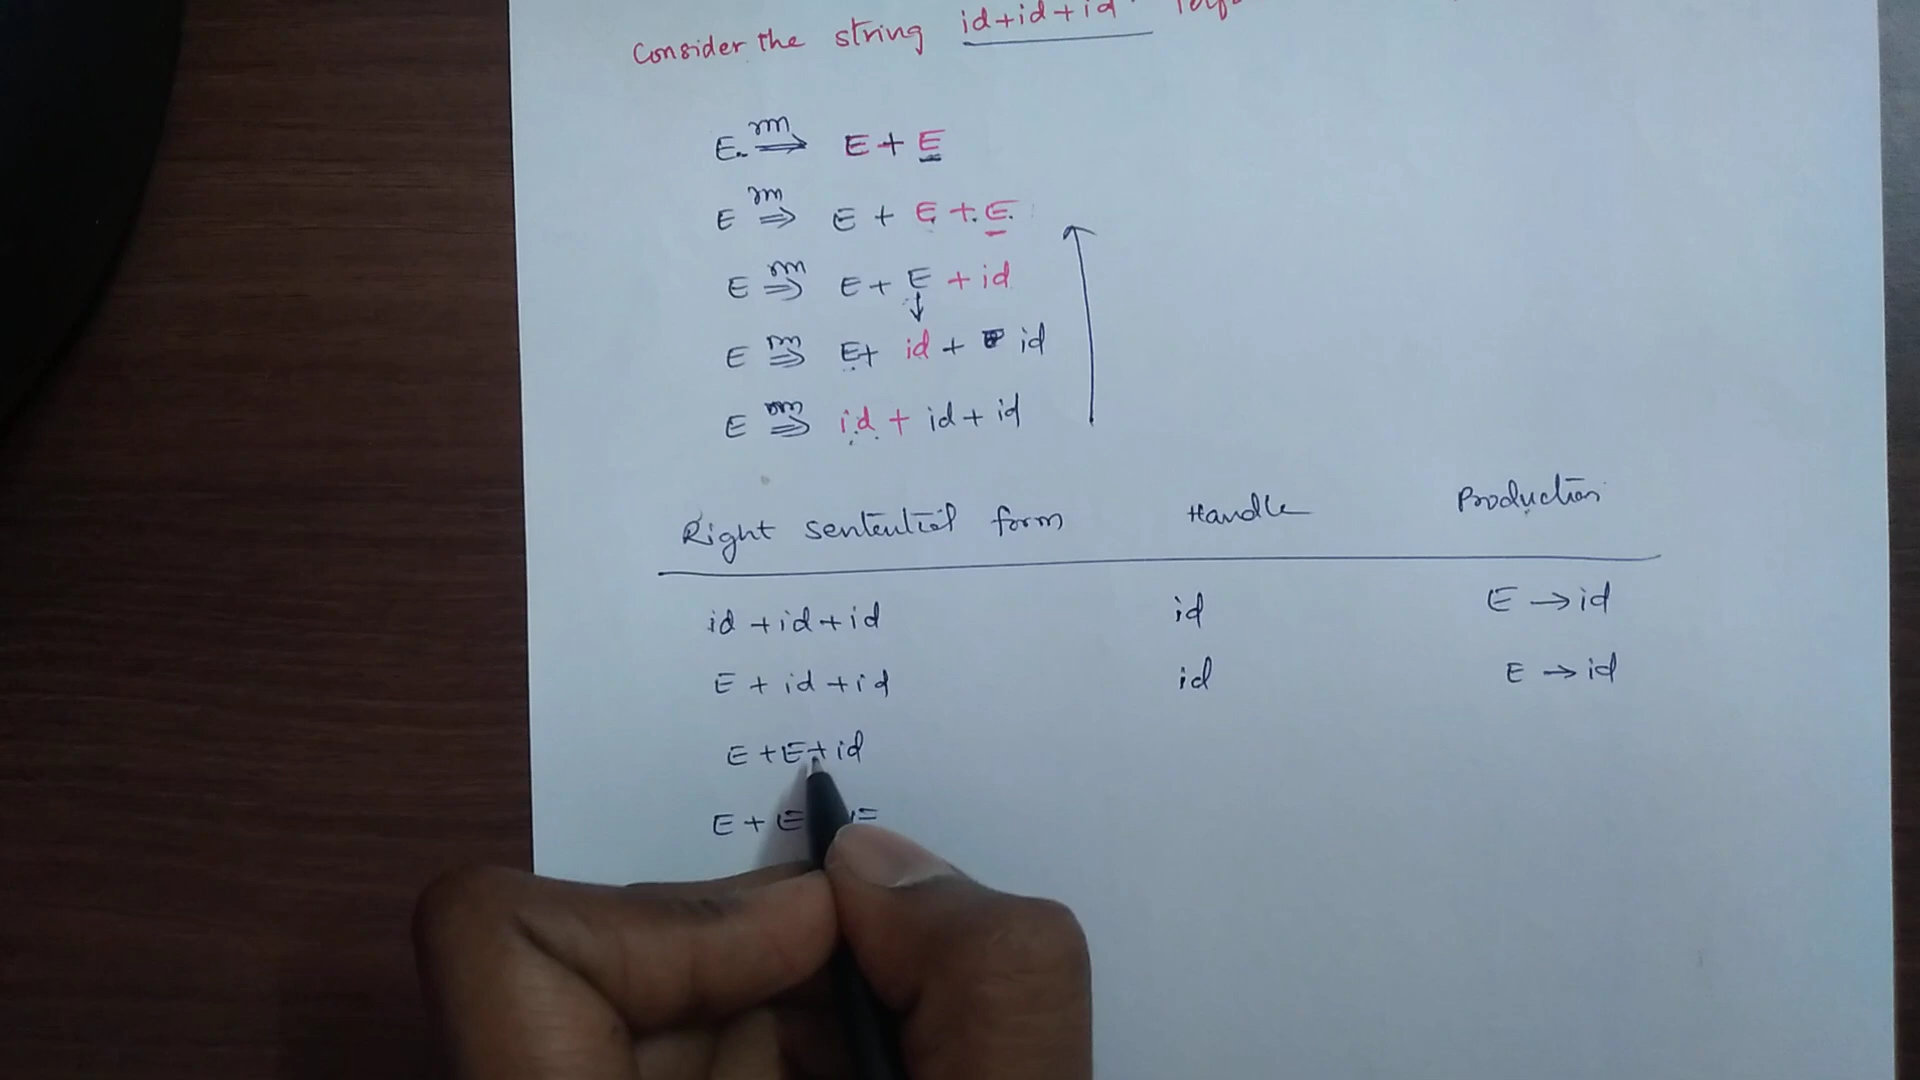 Consider the string id+id+id.
E. rm⇒ E + E
E rm⇒ E + E + E.
E rm⇒ E + E + id
E rm⇒ E + id + id
E rm⇒ id + id + id
Right sentential form Handle Production
id + id + id id E → id
E + id + id id E → id
E + E + id
E + E E